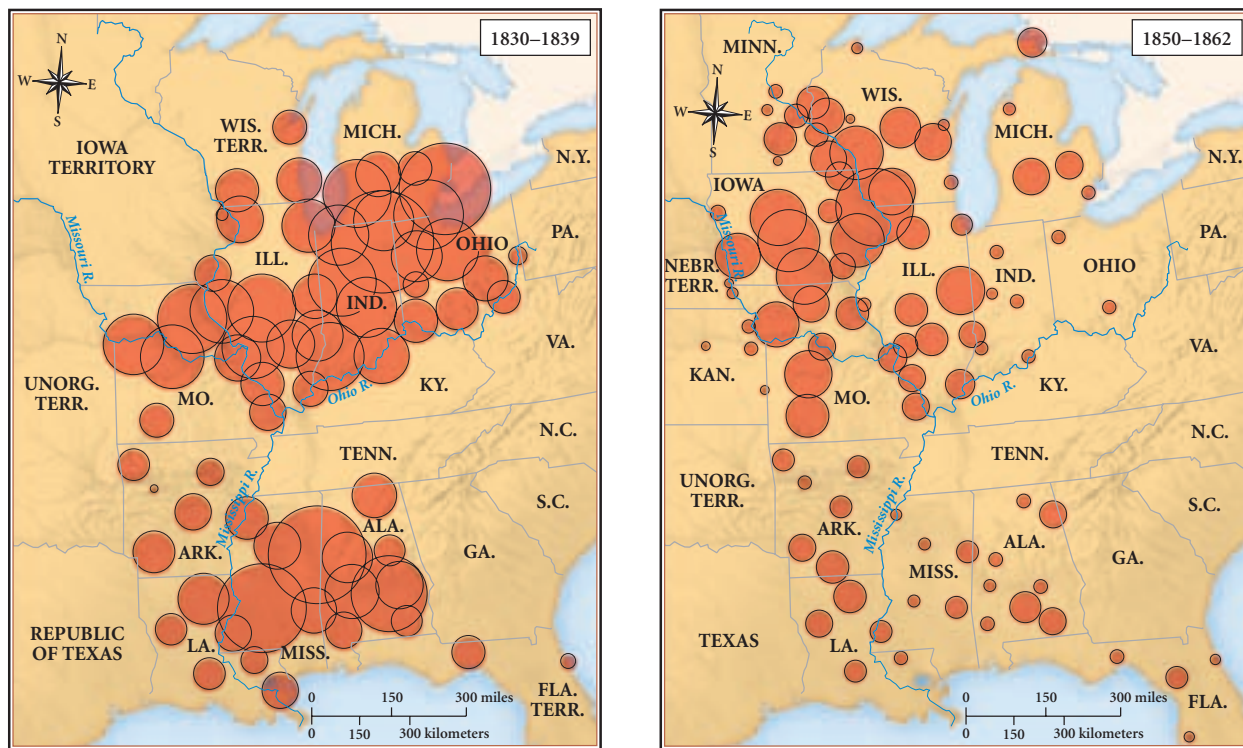 1830–1839
N
W
E
S
WIS.
TERR.
MICH.
IOWA
TERRITORY
N.Y.
Missouri R.
PA.
OHIO
ILL.
IND.
VA.
UNORG.
TERR.
MO.
Ohio R.
KY.
N.C.
TENN.
Mississippi R.
S.C.
ALA.
ARK.
GA.
REPUBLIC
OF TEXAS
LA.
MISS.
FLA.
TERR.
0 150 300 miles
0 150 300 kilometers
1850–1862
MINN.
N
W
E
S
WIS.
MICH.
N.Y.
IOWA
Missouri R.
PA.
NEBR.
TERR.
ILL.
IND.
OHIO
VA.
KAN.
MO.
Ohio R.
KY.
N.C.
TENN.
UNORG.
TERR.
Mississippi R.
S.C.
ARK.
ALA.
GA.
MISS.
TEXAS
LA.
FLA.
0 150 300 miles
0 150 300 kilometers